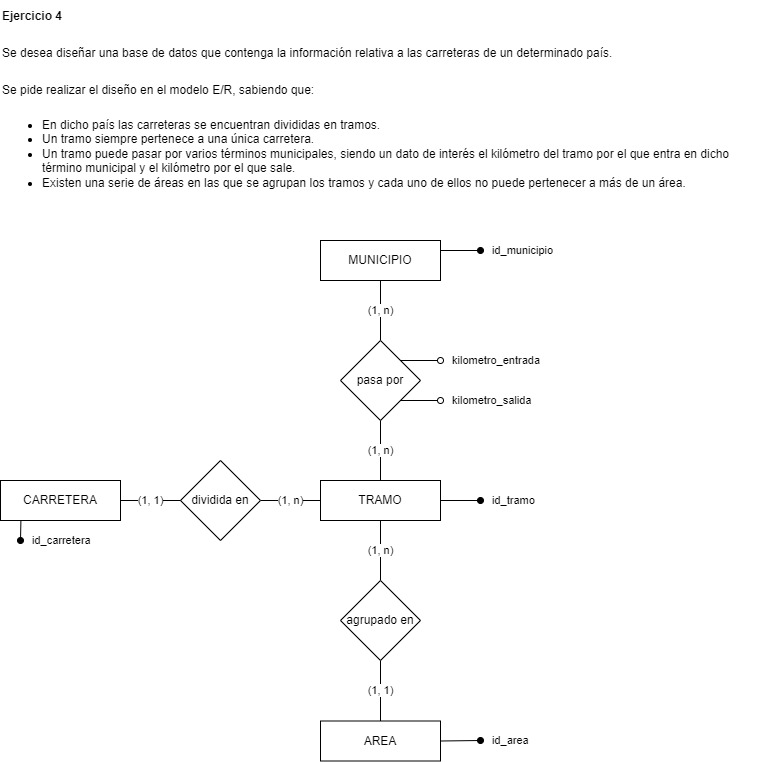 Ejercicio 4
Se desea diseñar una base de datos que contenga la información relativa a las carreteras de un determinado país.
Se pide realizar el diseño en el modelo E/R, sabiendo que:
• En dicho país las carreteras se encuentran divididas en tramos.
• Un tramo siempre pertenece a una única carretera.
• Un tramo puede pasar por varios términos municipales, siendo un dato de interés el kilómetro del tramo por el que entra en dicho
término municipal y el kilómetro por el que sale.
• Existen una serie de áreas en las que se agrupan los tramos y cada uno de ellos no puede pertenecer a más de un área.
MUNICIPIO
id_municipio
(1, n)
kilometro_entrada
pasa por
kilometro_salida
(1, n)
CARRETERA
(1, 1)
dividida en
(1, n)
TRAMO
id_tramo
id_carretera
(1, n)
agrupado en
(1, 1)
AREA
id_area